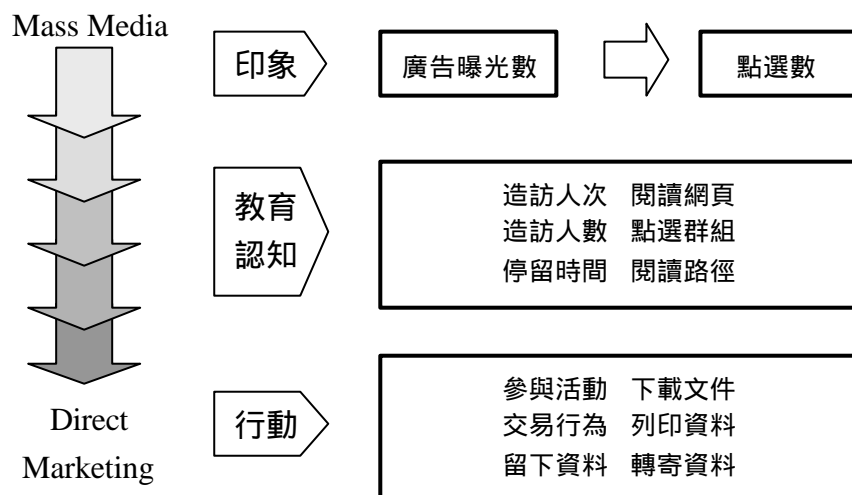 Mass Media
印象
廣告曝光數
點選數
教育
認知
造訪人次 閱讀網頁
造訪人數 點選群組
停留時間 閱讀路徑
Direct
Marketing
行動
參與活動 下載文件
交易行為 列印資料
留下資料 轉寄資料